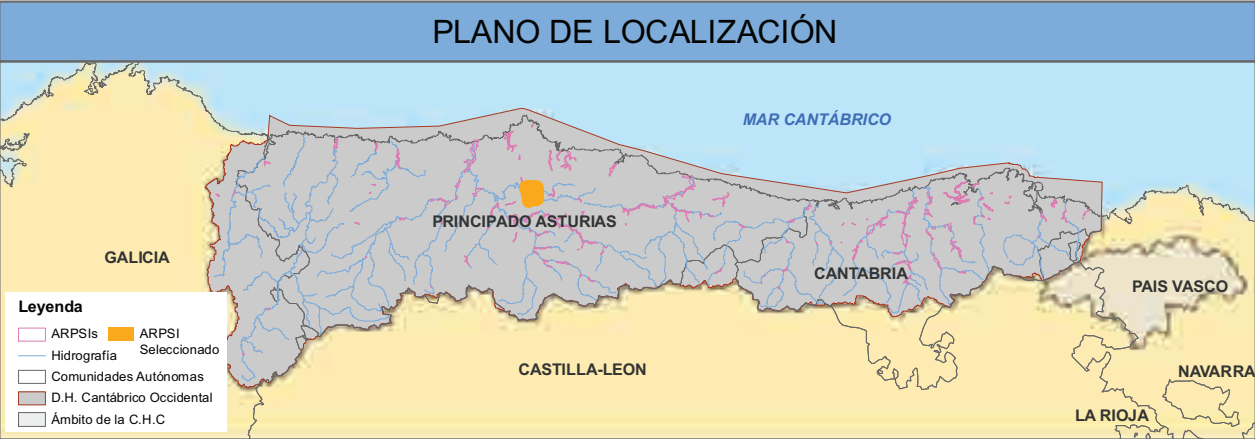 PLANO DE LOCALIZACIÓN
MAR CANTÁBRICO
PRINCIPADO ASTURIAS
GALICIA
CANTABRIA
PAIS VASCO
CASTILLA-LEON
NAVARRA
LA RIOJA
Leyenda
ARPSIs
ARPSI
Seleccionado
Hidrografía
Comunidades Autónomas
D.H. Cantábrico Occidental
Ámbito de la C.H.C